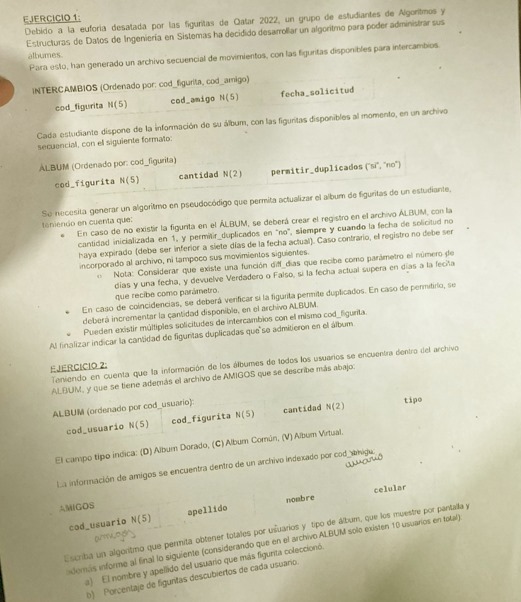 EJERCICIO 1:
Debido a la euforia desatada por las figuritas de Qatar 2022, un grupo de estudiantes de Algoritmos y
Estructuras de Datos de Ingeniería en Sistemas ha decidido desarrollar un algoritmo para poder administrar sus
álbumes.
Para esto, han generado un archivo secuencial de movimientos, con las figuritas disponibles para intercambios.
INTERCAMBIOS (Ordenado por: cod_figurita, cod_amigo)
cod_figurita N(5) cod_amigo N(5) fecha_solicitud
Cada estudiante dispone de la información de su álbum, con las figuritas disponibles al momento, en un archivo
secuencial, con el siguiente formato:
ÁLBUM (Ordenado por: cod_figurita)
cod_figurita N(5) cantidad N(2) permitir_duplicados ("si", "no")
Se necesita generar un algoritmo en pseudocódigo que permita actualizar el álbum de figuritas de un estudiante,
teniendo en cuenta que:
• En caso de no existir la figurita en el ÁLBUM, se deberá crear el registro en el archivo ÁLBUM, con la
cantidad inicializada en 1, y permitir_duplicados en "no", siempre y cuando la fecha de solicitud no
haya expirado (debe ser inferior a siete días de la fecha actual). Caso contrario, el registro no debe ser
incorporado al archivo, ni tampoco sus movimientos siguientes.
Nota: Considerar que existe una función diff_dias que recibe como parámetro el número de
días y una fecha, y devuelve Verdadero o Falso, si la fecha actual supera en días a la fecha
que recibe como parámetro.
• En caso de coincidencias, se deberá verificar si la figurita permite duplicados. En caso de permitirlo, se
deberá incrementar la cantidad disponible, en el archivo ALBUM.
• Pueden existir múltiples solicitudes de intercambios con el mismo cod_figurita.
Al finalizar indicar la cantidad de figuritas duplicadas que se admitieron en el álbum
EJERCICIO 2:
Teniendo en cuenta que la información de los álbumes de todos los usuarios se encuentra dentro del archivo
ALBUM, y que se tiene además el archivo de AMIGOS que se describe más abajo:
ALBUM (ordenado por cod_usuario):
cod_usuario N(5) cod_figurita N(5) cantidad N(2) tipo
El campo tipo indica: (D) Álbum Dorado, (C) Álbum Común, (V) Álbum Virtual.
La información de amigos se encuentra dentro de un archivo indexado por cod_amigo.
usuario
AMIGOS
cod_usuario N(5) apellido nombre celular
Escriba un algoritmo que permita obtener totales por usuarios y tipo de álbum, que los muestre por pantalla y
además informe al final lo siguiente (considerando que en el archivo ALBUM solo existen 10 usuarios en total):
a) El nombre y apellido del usuario que más figurita coleccionó.
b) Porcentaje de figuritas descubiertos de cada usuario.